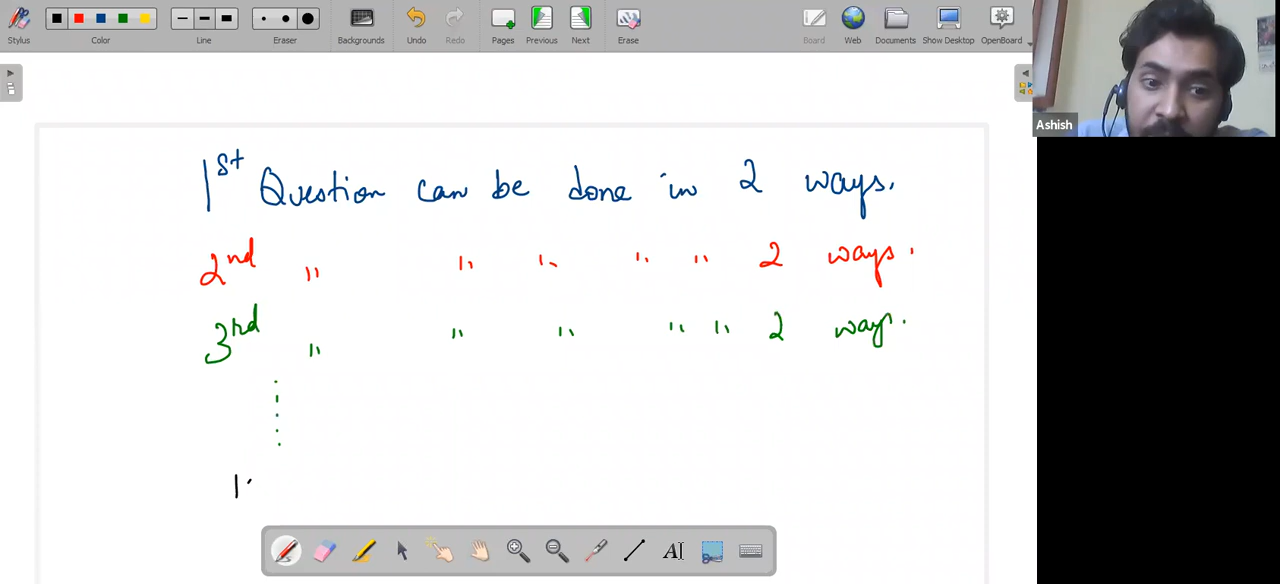 Stylus
Color
Line
Eraser
Backgrounds
Undo
Redo
Pages
Previous
Next
Erase
Board
Web
Documents
Show Desktop
OpenBoard
Ashish
1st Question can be done in 2 ways.
2nd " " " " " 2 ways.
3rd " " " " " 2 ways.
A